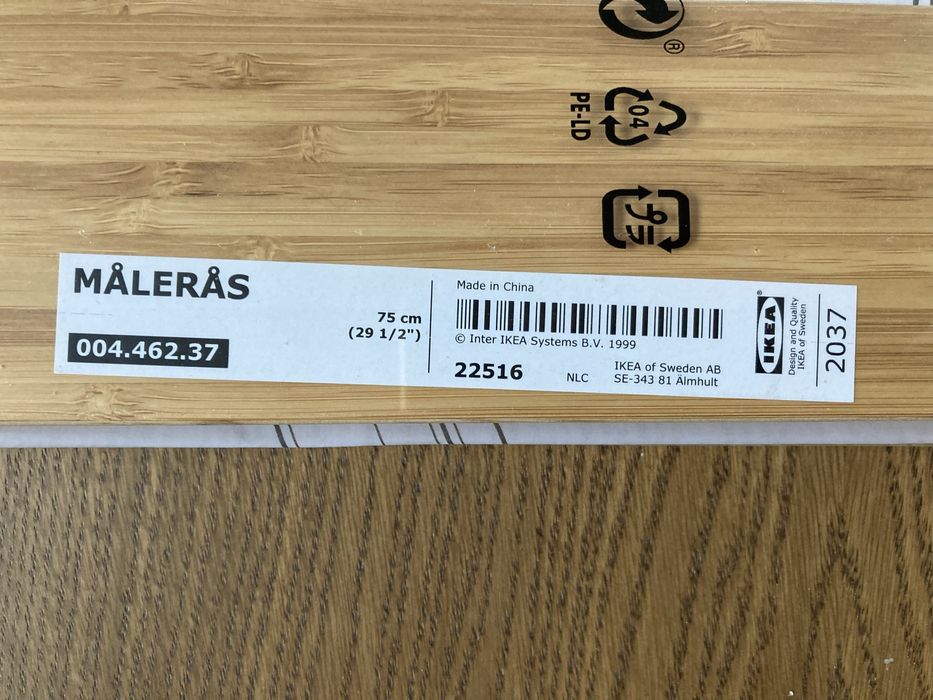 ®
04
PE-LD
プラ
MÅLERÅS
004.462.37
75 cm
(29 1/2")
Made in China
© Inter IKEA Systems B.V. 1999
22516
NLC
IKEA of Sweden AB
SE-343 81 Älmhult
IKEA
®
Design and Quality
IKEA of Sweden
2037